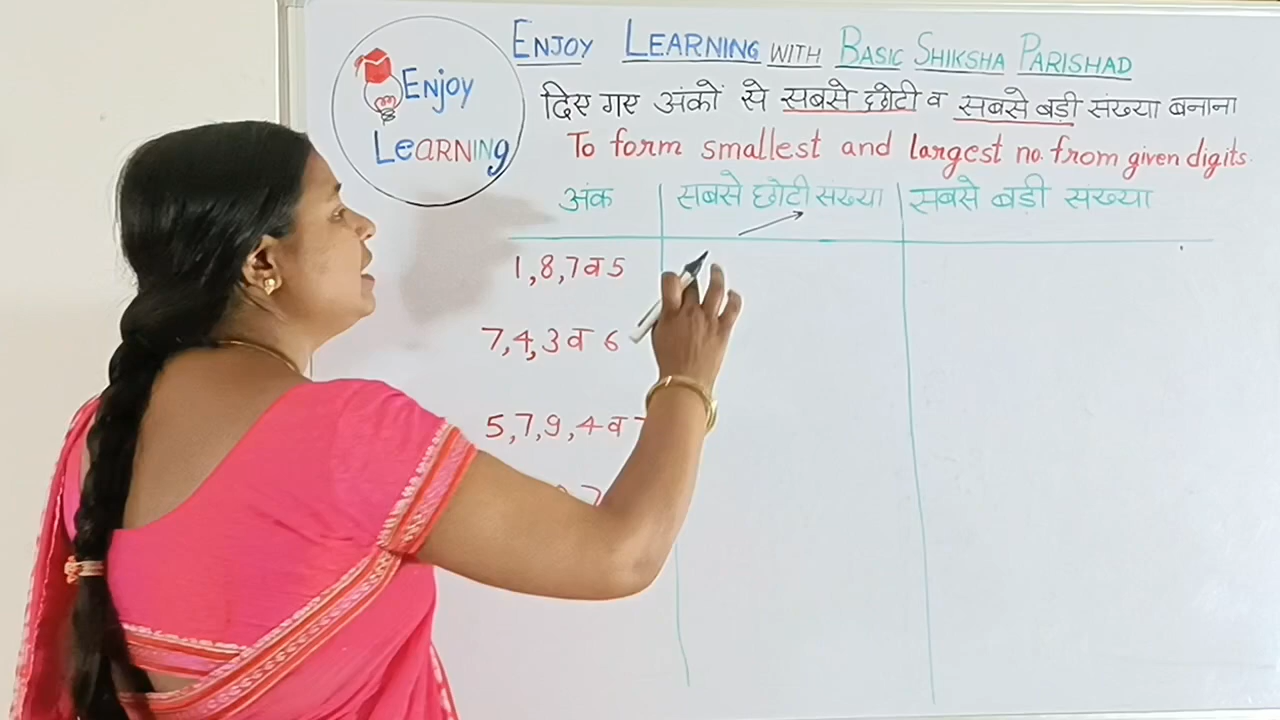 Enjoy
LEARNINg
ENJOY LEARNING WITH BASIC SHIKSHA PARISHAD
दिए गए अंकों से सबसे छोटी व सबसे बड़ी संख्या बनाना
To form smallest and largest no. from given digits.
अंक सबसे छोटी संख्या सबसे बड़ी संख्या
1,8,7 व 5
7,4,3 व 6
5,7,9,4 व
7